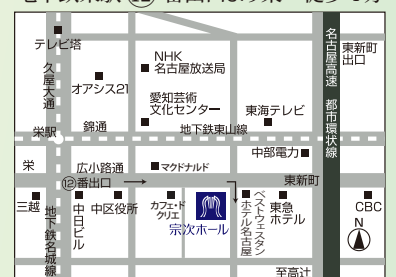 テレビ塔
久屋大通
オアシス21
NHK
名古屋放送局
愛知芸術
文化センター
東海テレビ
名古屋高速 都市環状線
東新町
出口
栄駅
錦通
地下鉄東山線
中部電力
栄
広小路通
マクドナルド
東新町
⑫番出口
三越
地下鉄名城線
中日ビル
中区役所
カフェ・ド
クリエ
宗次ホール
ベストウェスタン
ホテル名古屋
東急
ホテル
CBC
N
至高辻